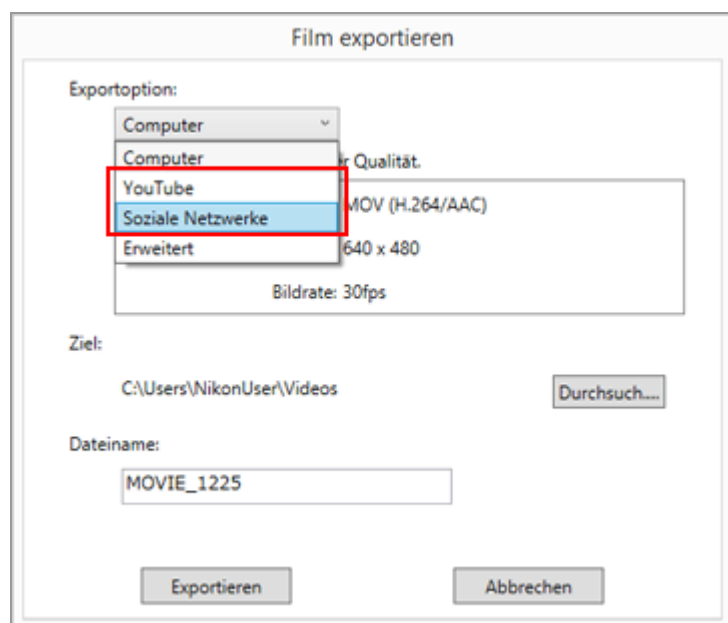 Film exportieren
Exportoption:
Computer
Computer
YouTube
Soziale Netzwerke
Erweitert
r Qualität.
MOV (H.264/AAC)
640 x 480
Bildrate: 30fps
Ziel:
C:\Users\NikonUser\Videos
Durchsuch....
Dateiname:
MOVIE_1225
Exportieren
Abbrechen